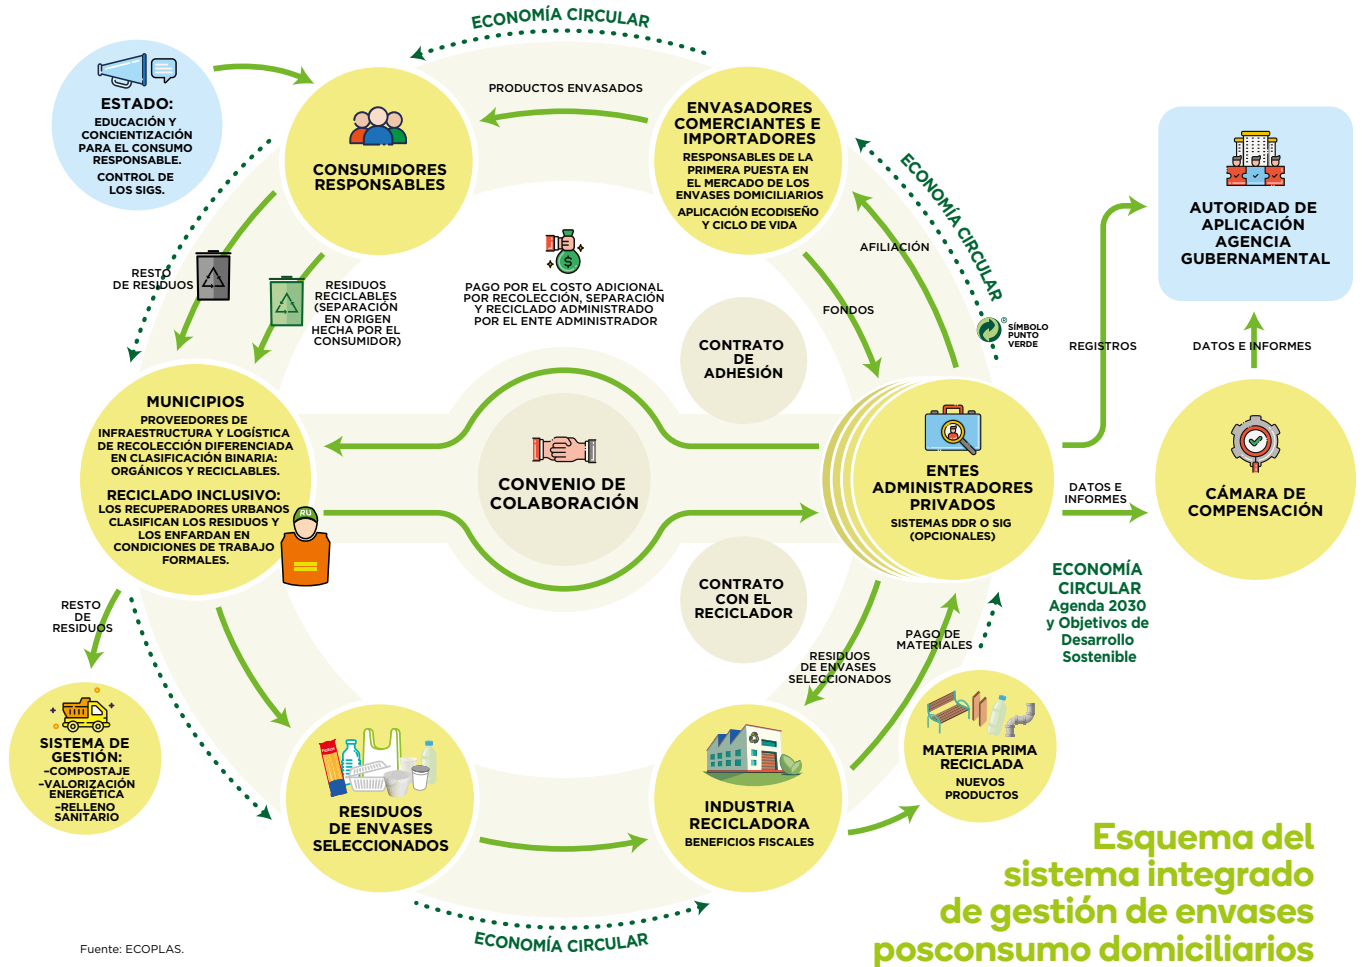 ECONOMÍA CIRCULAR
ESTADO:
EDUCACIÓN Y
CONCIENTIZACIÓN
PARA EL CONSUMO
RESPONSABLE.
CONTROL DE
LOS SIGS.
CONSUMIDORES
RESPONSABLES
PRODUCTOS ENVASADOS
ENVASADORES
COMERCIANTES E
IMPORTADORES
RESPONSABLES DE LA
PRIMERA PUESTA EN
EL MERCADO DE LOS
ENVASES DOMICILIARIOS
APLICACIÓN ECODISEÑO
Y CICLO DE VIDA
ECONOMÍA CIRCULAR
AUTORIDAD DE
APLICACIÓN
AGENCIA
GUBERNAMENTAL
RESTO
DE RESIDUOS
RESIDUOS
RECICLABLES
(SEPARACIÓN
EN ORIGEN
HECHA POR EL
CONSUMIDOR)
PAGO POR EL COSTO ADICIONAL
POR RECOLECCIÓN, SEPARACIÓN
Y RECICLADO ADMINISTRADO
POR EL ENTE ADMINISTRADOR
AFILIACIÓN
FONDOS
CONTRATO
DE
ADHESIÓN
®
SÍMBOLO
PUNTO
VERDE
REGISTROS
DATOS E INFORMES
MUNICIPIOS
PROVEEDORES DE
INFRAESTRUCTURA Y LOGÍSTICA
DE RECOLECCIÓN DIFERENCIADA
EN CLASIFICACIÓN BINARIA:
ORGÁNICOS Y RECICLABLES.
RECICLADO INCLUSIVO:
LOS RECUPERADORES URBANOS
CLASIFICAN LOS RESIDUOS Y
LOS ENFARDAN EN
CONDICIONES DE TRABAJO
FORMALES.
RU
CONVENIO DE
COLABORACIÓN
ENTES
ADMINISTRADORES
PRIVADOS
SISTEMAS DDR O SIG
(OPCIONALES)
DATOS E
INFORMES
CÁMARA DE
COMPENSACIÓN
CONTRATO
CON EL
RECICLADOR
ECONOMÍA
CIRCULAR
Agenda 2030
y Objetivos de
Desarrollo
Sostenible
RESTO
DE
RESIDUOS
PAGO DE
MATERIALES
RESIDUOS
DE ENVASES
SELECCIONADOS
SISTEMA DE
GESTIÓN:
-COMPOSTAJE
-VALORIZACIÓN
ENERGÉTICA
-RELLENO
SANITARIO
RESIDUOS
DE ENVASES
SELECCIONADOS
INDUSTRIA
RECICLADORA
BENEFICIOS FISCALES
MATERIA PRIMA
RECICLADA
NUEVOS
PRODUCTOS
ECONOMÍA CIRCULAR
Esquema del
sistema integrado
de gestión de envases
posconsumo domiciliarios
Fuente: ECOPLAS.